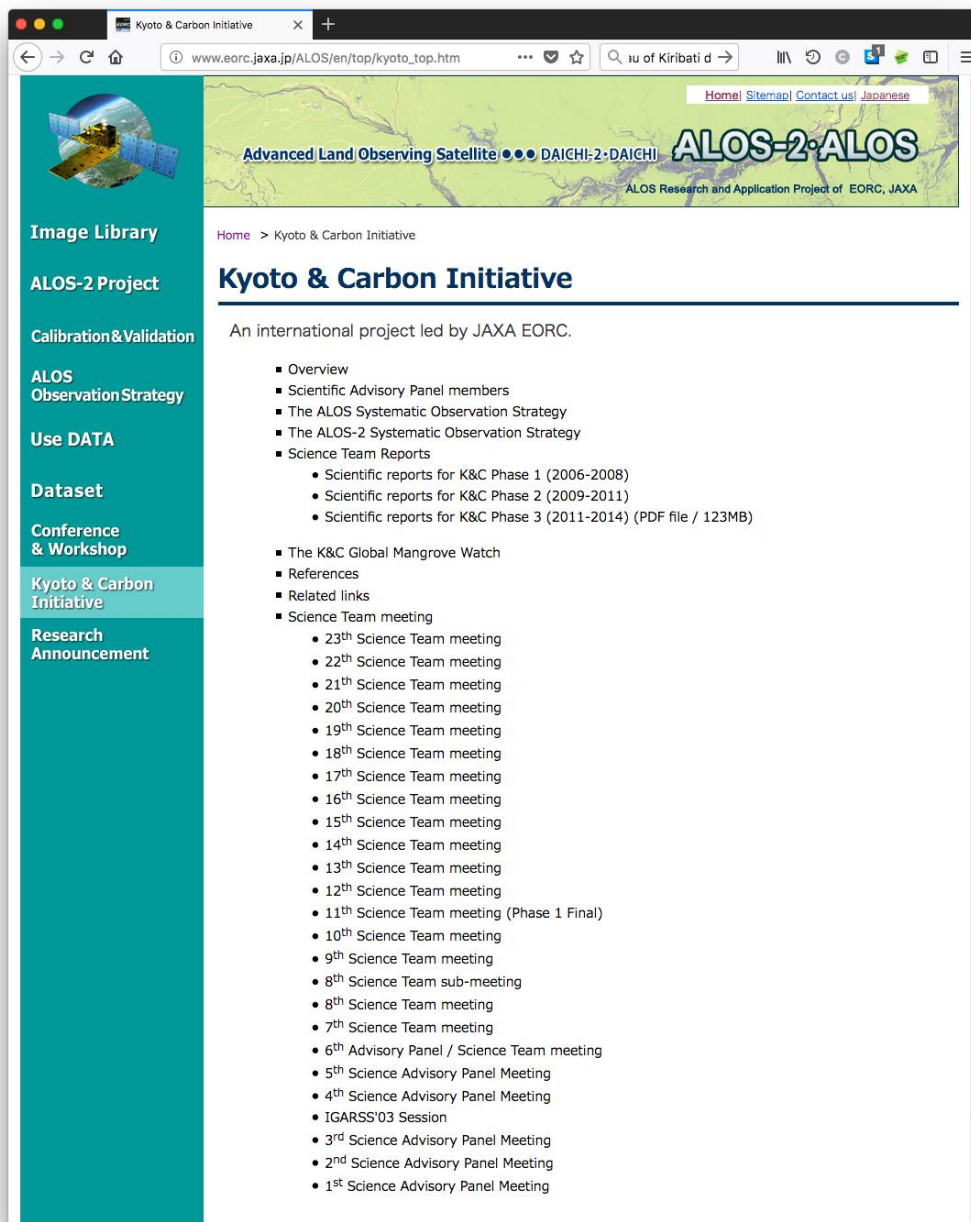 Kyoto & Carbon Initiative
www.eorc.jaxa.jp/ALOS/en/top/kyoto_top.htm
au of Kiribati d
Home| Sitemap| Contact us| Japanese
Advanced Land Observing Satellite ●●● DAICHI-2・DAICHI ALOS-2・ALOS
ALOS Research and Application Project of EORC, JAXA
Image Library
ALOS-2 Project
Calibration & Validation
ALOS
Observation Strategy
Use DATA
Dataset
Conference
& Workshop
Kyoto & Carbon
Initiative
Research
Announcement
Home > Kyoto & Carbon Initiative
Kyoto & Carbon Initiative
An international project led by JAXA EORC.
Overview
Scientific Advisory Panel members
The ALOS Systematic Observation Strategy
The ALOS-2 Systematic Observation Strategy
Science Team Reports
Scientific reports for K&C Phase 1 (2006-2008)
Scientific reports for K&C Phase 2 (2009-2011)
Scientific reports for K&C Phase 3 (2011-2014) (PDF file / 123MB)
The K&C Global Mangrove Watch
References
Related links
Science Team meeting
23th Science Team meeting
22th Science Team meeting
21th Science Team meeting
20th Science Team meeting
19th Science Team meeting
18th Science Team meeting
17th Science Team meeting
16th Science Team meeting
15th Science Team meeting
14th Science Team meeting
13th Science Team meeting
12th Science Team meeting
11th Science Team meeting (Phase 1 Final)
10th Science Team meeting
9th Science Team meeting
8th Science Team sub-meeting
8th Science Team meeting
7th Science Team meeting
6th Advisory Panel / Science Team meeting
5th Science Advisory Panel Meeting
4th Science Advisory Panel Meeting
IGARSS'03 Session
3rd Science Advisory Panel Meeting
2nd Science Advisory Panel Meeting
1st Science Advisory Panel Meeting